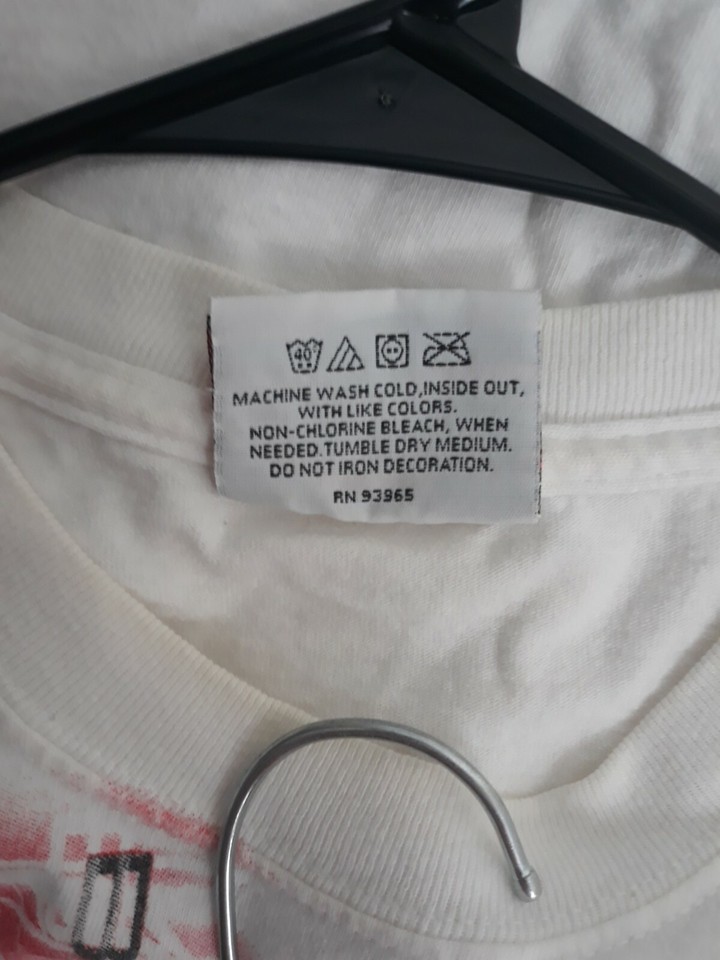 40°
MACHINE WASH COLD,INSIDE OUT,
WITH LIKE COLORS.
NON-CHLORINE BLEACH, WHEN
NEEDED.TUMBLE DRY MEDIUM.
DO NOT IRON DECORATION.
RN 93965